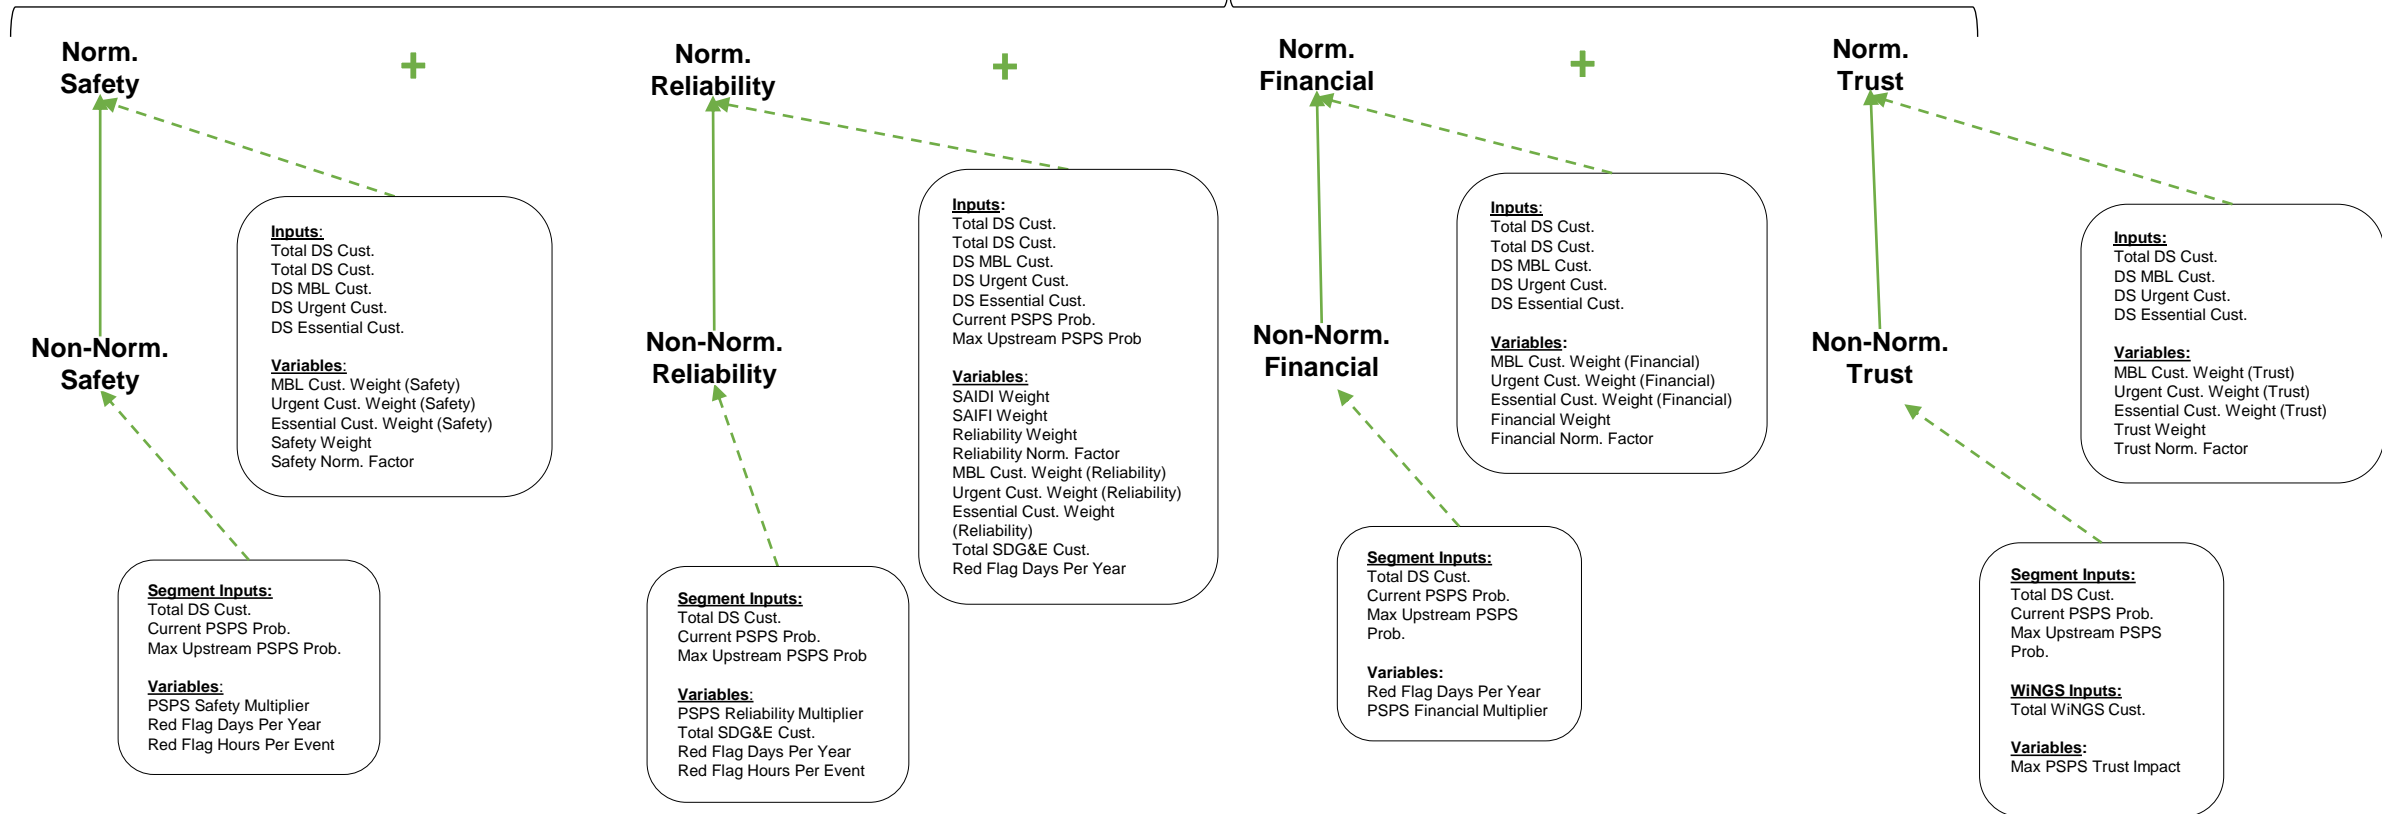 Norm.
Safety
+
Norm.
Reliability
+
Norm.
Financial
+
Norm.
Trust
Inputs:
Total DS Cust.
Total DS Cust.
DS MBL Cust.
DS Urgent Cust.
DS Essential Cust.
Variables:
MBL Cust. Weight (Safety)
Urgent Cust. Weight (Safety)
Essential Cust. Weight (Safety)
Safety Weight
Safety Norm. Factor
Inputs:
Total DS Cust.
Total DS Cust.
DS MBL Cust.
DS Urgent Cust.
DS Essential Cust.
Current PSPS Prob.
Max Upstream PSPS Prob
Variables:
SAIDI Weight
SAIFI Weight
Reliability Weight
Reliability Norm. Factor
MBL Cust. Weight (Reliability)
Urgent Cust. Weight (Reliability)
Essential Cust. Weight
(Reliability)
Total SDG&E Cust.
Red Flag Days Per Year
Inputs:
Total DS Cust.
Total DS Cust.
DS MBL Cust.
DS Urgent Cust.
DS Essential Cust.
Variables:
MBL Cust. Weight (Financial)
Urgent Cust. Weight (Financial)
Essential Cust. Weight (Financial)
Financial Weight
Financial Norm. Factor
Inputs:
Total DS Cust.
DS MBL Cust.
DS Urgent Cust.
DS Essential Cust.
Variables:
MBL Cust. Weight (Trust)
Urgent Cust. Weight (Trust)
Essential Cust. Weight (Trust)
Trust Weight
Trust Norm. Factor
Non-Norm.
Safety
Non-Norm.
Reliability
Non-Norm.
Financial
Non-Norm.
Trust
Segment Inputs:
Total DS Cust.
Current PSPS Prob.
Max Upstream PSPS Prob.
Variables:
PSPS Safety Multiplier
Red Flag Days Per Year
Red Flag Hours Per Event
Segment Inputs:
Total DS Cust.
Current PSPS Prob.
Max Upstream PSPS Prob
Variables:
PSPS Reliability Multiplier
Total SDG&E Cust.
Red Flag Days Per Year
Red Flag Hours Per Event
Segment Inputs:
Total DS Cust.
Current PSPS Prob.
Max Upstream PSPS
Prob.
Variables:
Red Flag Days Per Year
PSPS Financial Multiplier
Segment Inputs:
Total DS Cust.
Current PSPS Prob.
Max Upstream PSPS
Prob.
WiNGS Inputs:
Total WiNGS Cust.
Variables:
Max PSPS Trust Impact